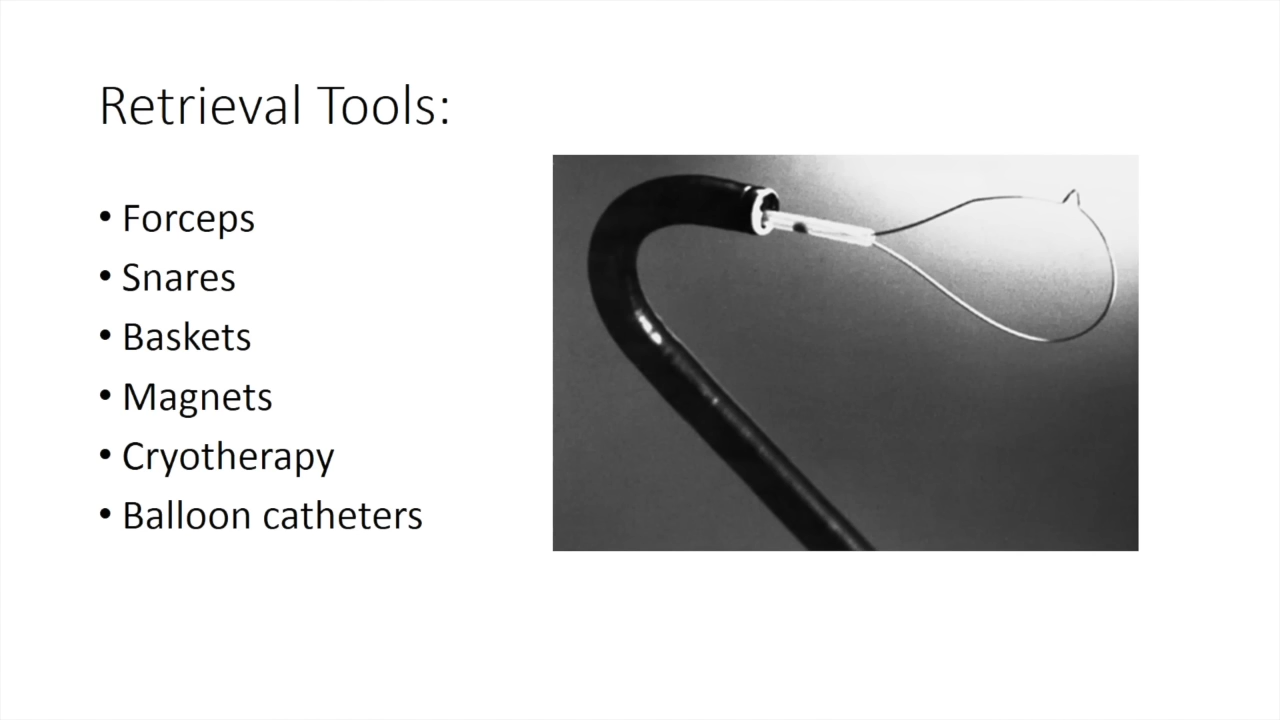 Retrieval Tools:
• Forceps
• Snares
• Baskets
• Magnets
• Cryotherapy
• Balloon catheters